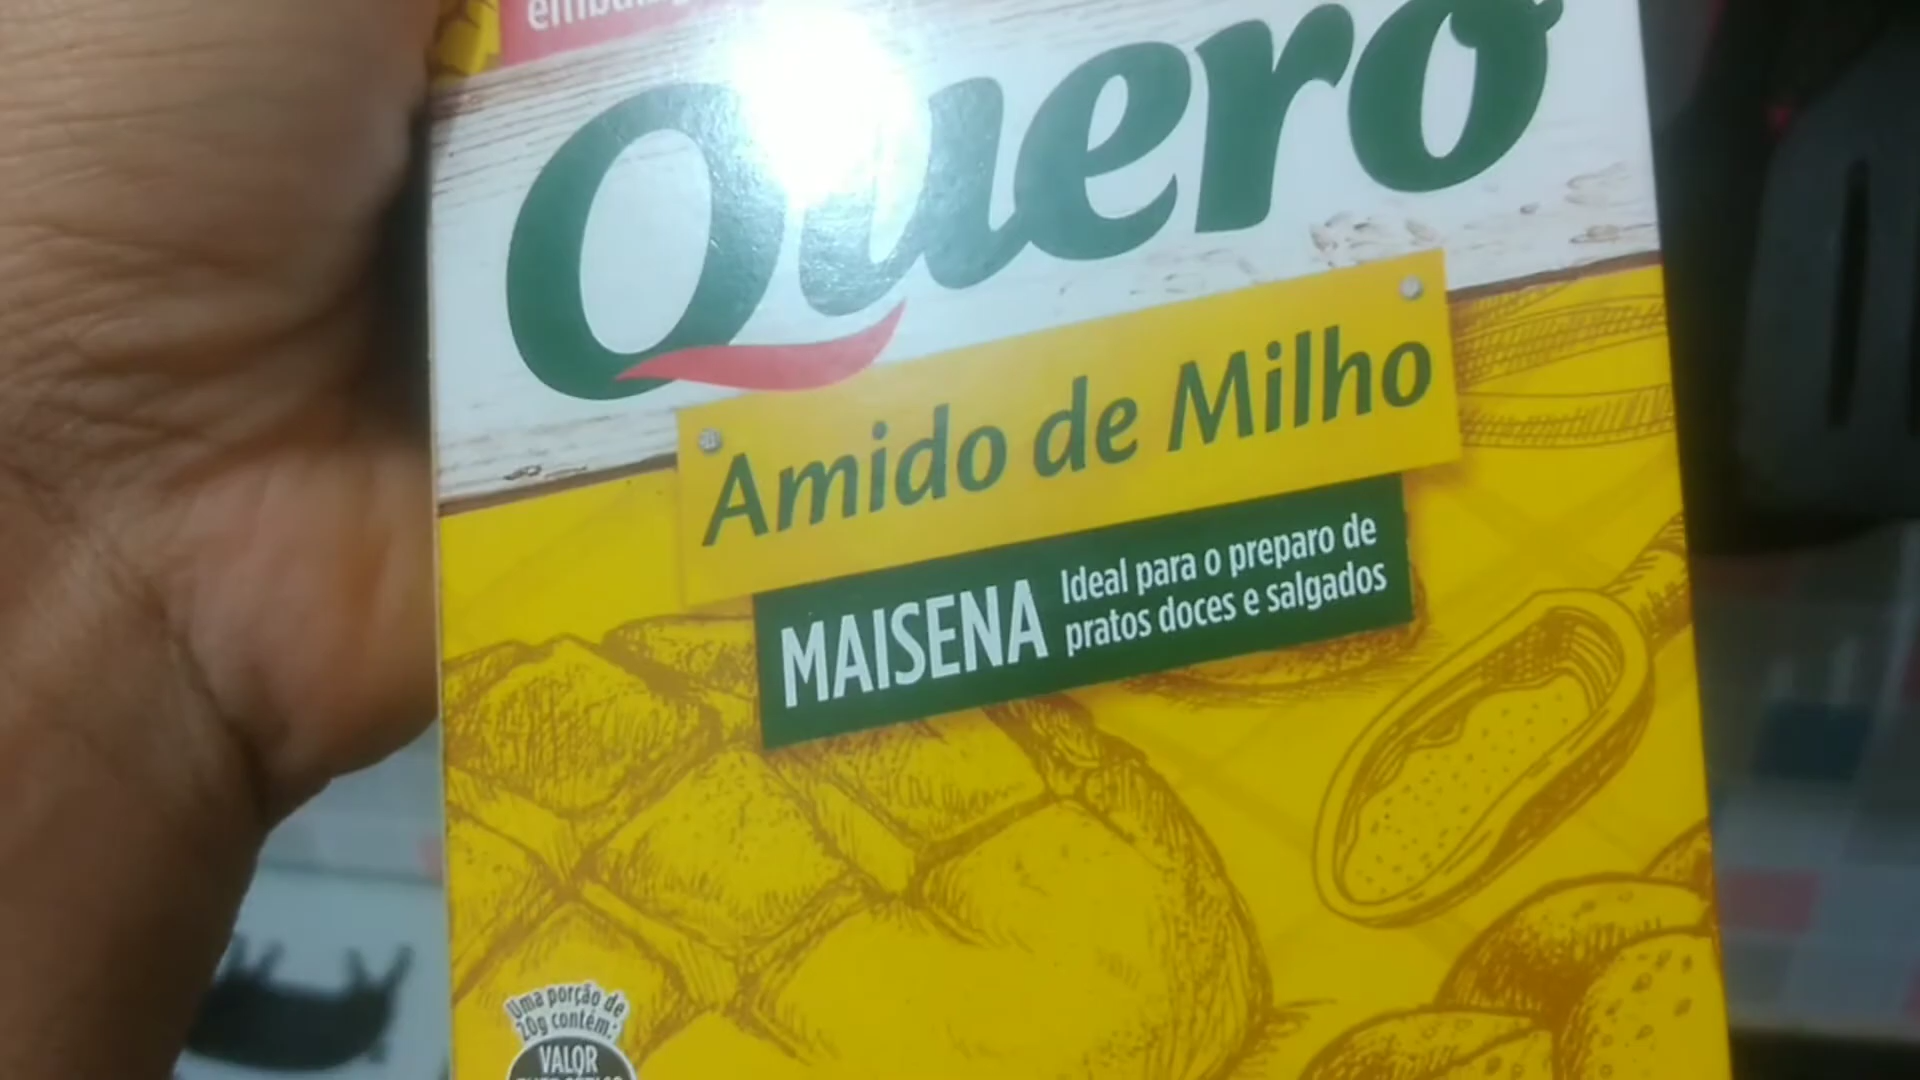 Quero
Amido de Milho
MAISENA
Ideal para o preparo de
pratos doces e salgados
Uma porção de
20g contém:
VALOR